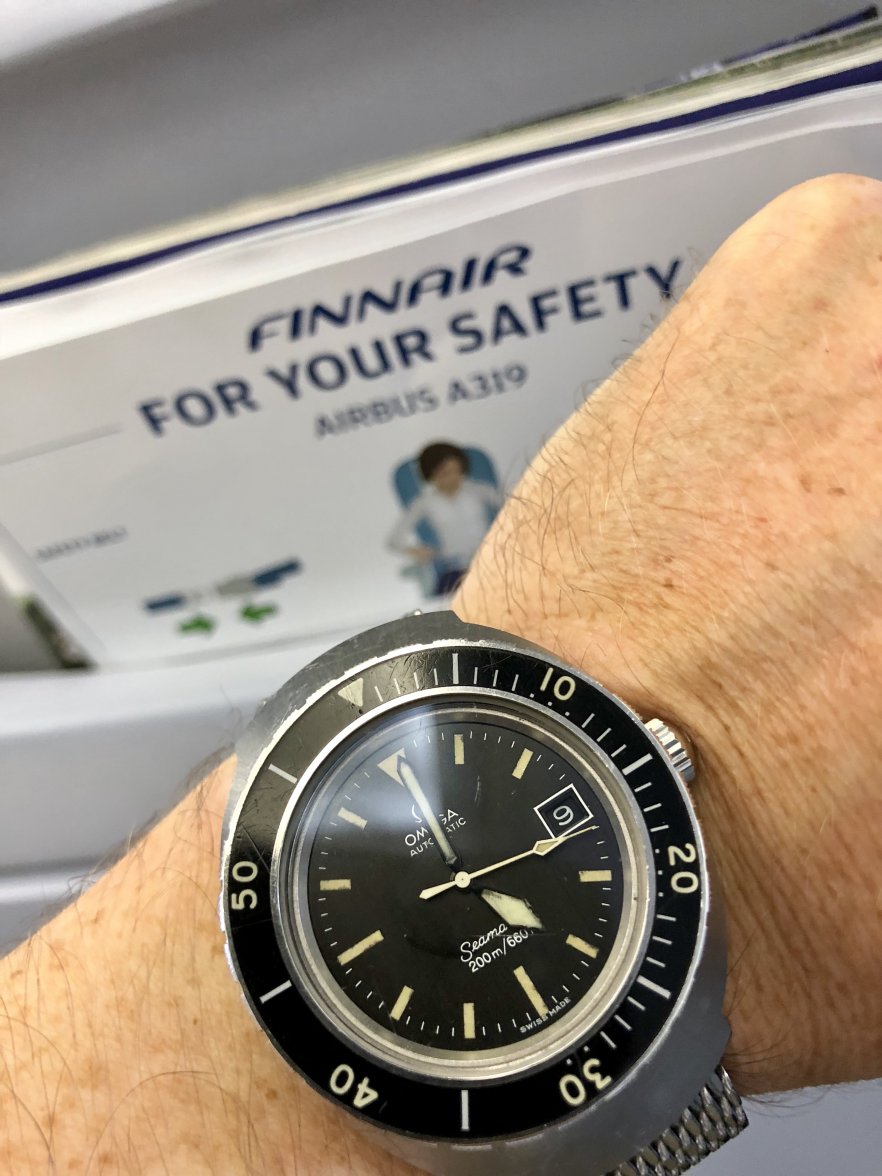 FINNAIR
FOR YOUR SAFETY
AIRBUS A319
10
20
30
40
50
9
OMEGA
AUTOMATIC
Seama
200m/660
SWISS MADE